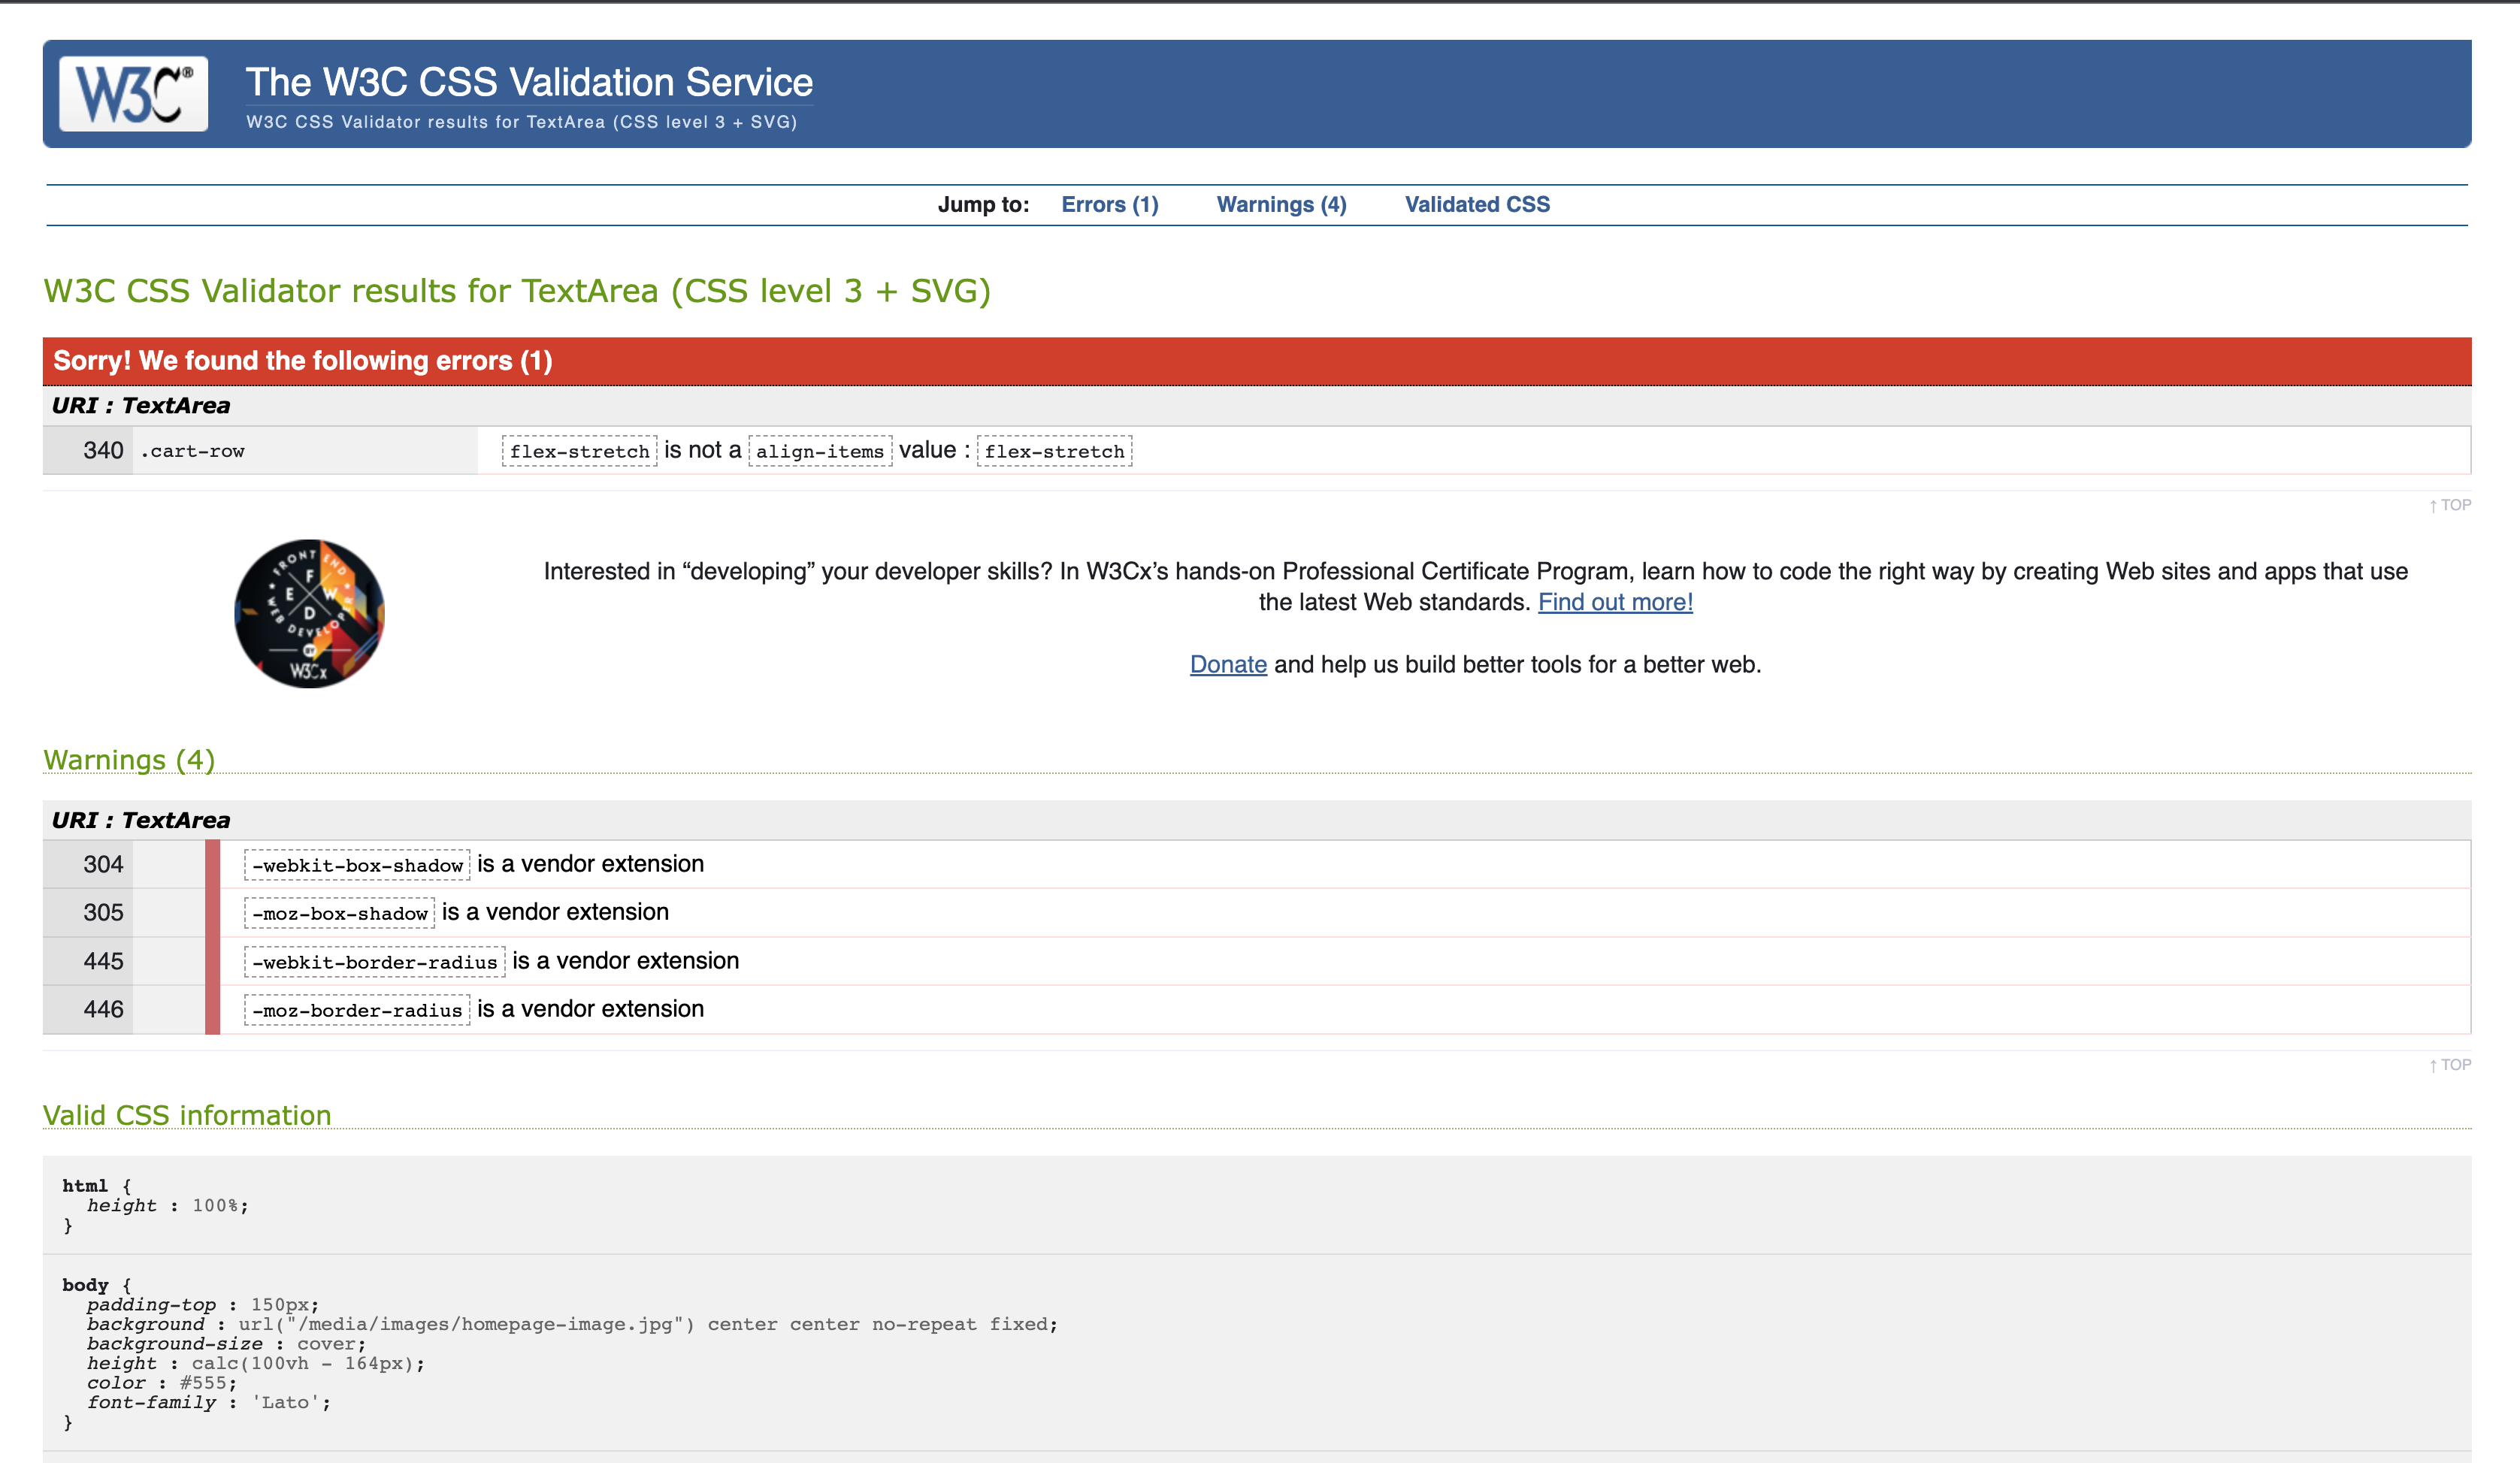 W3C®
The W3C CSS Validation Service
W3C CSS Validator results for TextArea (CSS level 3 + SVG)
Jump to: Errors (1) Warnings (4) Validated CSS
W3C CSS Validator results for TextArea (CSS level 3 + SVG)
Sorry! We found the following errors (1)
URI : TextArea
340 .cart-row flex-stretch is not a align-items value : flex-stretch
↑ TOP
FRONT END
F
E W
D
WEB DEVELOPER
BY
W3Cx
Interested in “developing” your developer skills? In W3Cx’s hands-on Professional Certificate Program, learn how to code the right way by creating Web sites and apps that use
the latest Web standards. Find out more!
Donate and help us build better tools for a better web.
Warnings (4)
URI : TextArea
304 -webkit-box-shadow is a vendor extension
305 -moz-box-shadow is a vendor extension
445 -webkit-border-radius is a vendor extension
446 -moz-border-radius is a vendor extension
↑ TOP
Valid CSS information
html {
height : 100%;
}
body {
padding-top : 150px;
background : url("/media/images/homepage-image.jpg") center center no-repeat fixed;
background-size : cover;
height : calc(100vh - 164px);
color : #555;
font-family : 'Lato';
}